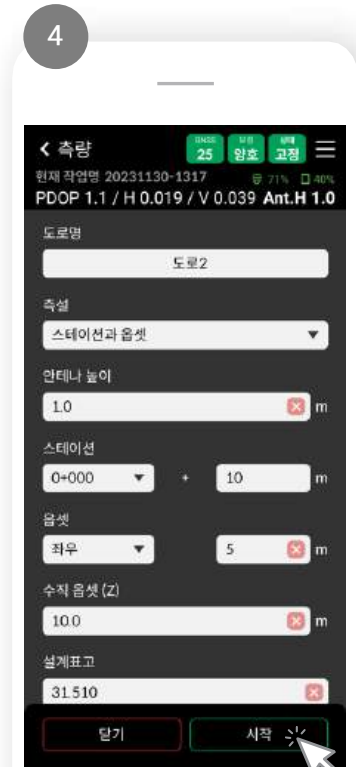 4
측량
GNSS 25 양호 상태 고정
현재 작업명 20231130-1317 71% 40%
PDOP 1.1 / H 0.019 / V 0.039 Ant.H 1.0
도로명
도로2
측설
스테이션과 옵셋
안테나 높이
1.0 m
스테이션
0+000 + 10 m
옵셋
좌우 5 m
수직 옵셋 (Z)
10.0 m
설계표고
31.510
닫기 시작